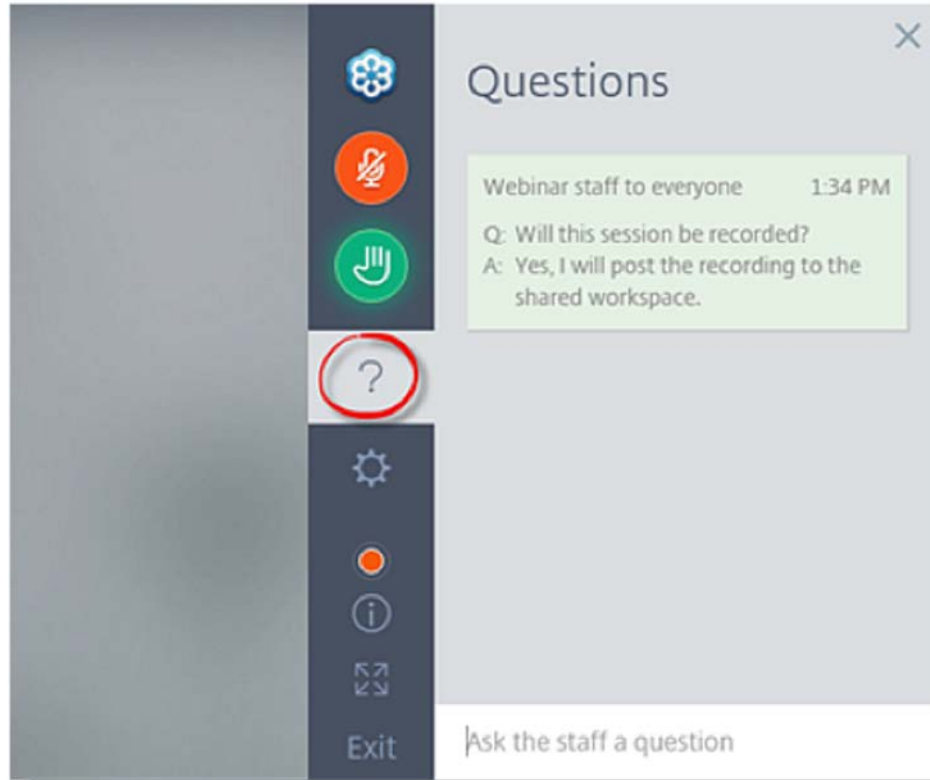 Questions
Webinar staff to everyone 1:34 PM
Q: Will this session be recorded?
A: Yes, I will post the recording to the
shared workspace.
?
Exit
Ask the staff a question